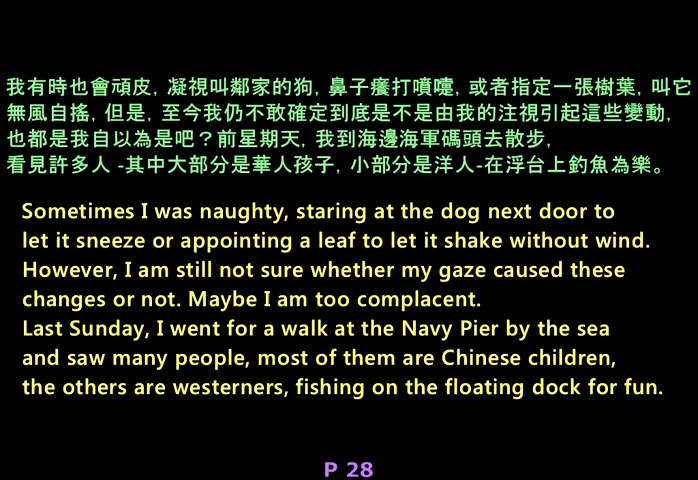 我有時也會頑皮, 凝視叫鄰家的狗, 鼻子癢打噴嚏, 或者指定一張樹葉, 叫它
無風自搖, 但是, 至今我仍不敢確定到底是不是由我的注視引起這些變動,
也都是我自以為是吧？前星期天, 我到海邊海軍碼頭去散步,
看見許多人 -其中大部分是華人孩子, 小部分是洋人-在浮台上釣魚為樂。
Sometimes I was naughty, staring at the dog next door to
let it sneeze or appointing a leaf to let it shake without wind.
However, I am still not sure whether my gaze caused these
changes or not. Maybe I am too complacent.
Last Sunday, I went for a walk at the Navy Pier by the sea
and saw many people, most of them are Chinese children,
the others are westerners, fishing on the floating dock for fun.
P 28